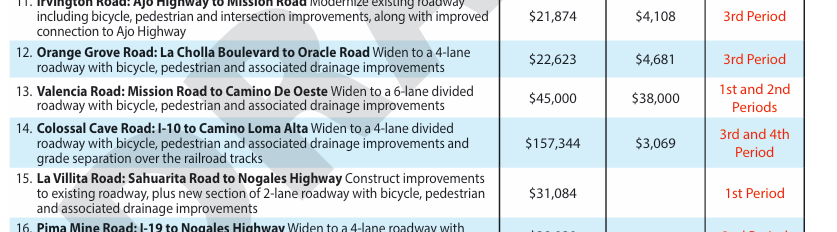 11. Irvington Road: Ajo Highway to Mission Road Modernize existing roadway
including bicycle, pedestrian and intersection improvements, along with improved
connection to Ajo Highway
$21,874
$4,108
3rd Period
12. Orange Grove Road: La Cholla Boulevard to Oracle Road Widen to a 4-lane
roadway with bicycle, pedestrian and associated drainage improvements
$22,623
$4,681
3rd Period
13. Valencia Road: Mission Road to Camino De Oeste Widen to a 6-lane divided
roadway with bicycle, pedestrian and associated drainage improvements
$45,000
$38,000
1st and 2nd
Periods
14. Colossal Cave Road: I-10 to Camino Loma Alta Widen to a 4-lane divided
roadway with bicycle, pedestrian and associated drainage improvements and
grade separation over the railroad tracks
$157,344
$3,069
3rd and 4th
Period
15. La Villita Road: Sahuarita Road to Nogales Highway Construct improvements
to existing roadway, plus new section of 2-lane roadway with bicycle, pedestrian
and associated drainage improvements
$31,084
1st Period
16. Pima Mine Road: I-19 to Nogales Highway Widen to a 4-lane roadway with